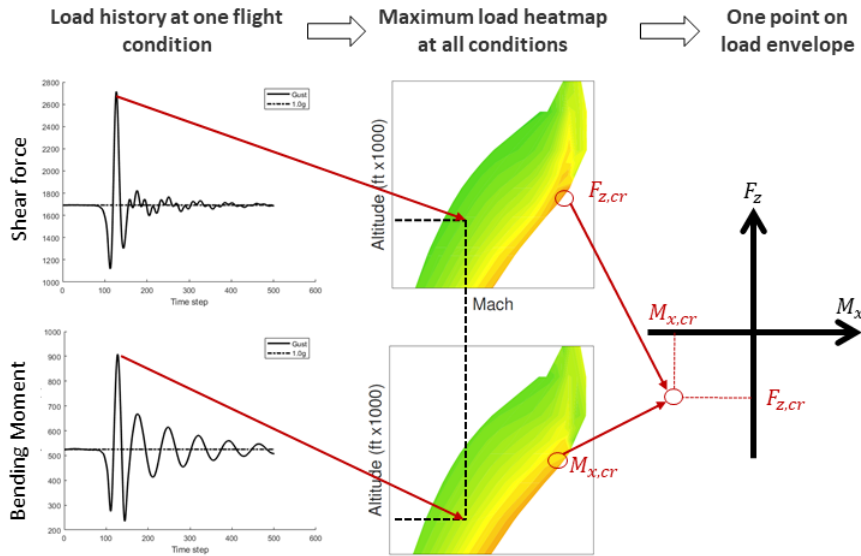 Load history at one flight
condition
Maximum load heatmap
at all conditions
One point on
load envelope
Shear force
2800
2600
2400
2200
2000
1800
1600
1400
1200
1000
0 100 200 300 400 500 600
Time step
Gust
1.0g
Altitude (ft x1000)
Mach
F_{z,cr}
Bending Moment
1000
900
800
700
600
500
400
300
200
0 100 200 300 400 500 600
Time step
Gust
1.0g
Altitude (ft x1000)
M_{x,cr}
F_z
M_x
M_{x,cr}
F_{z,cr}